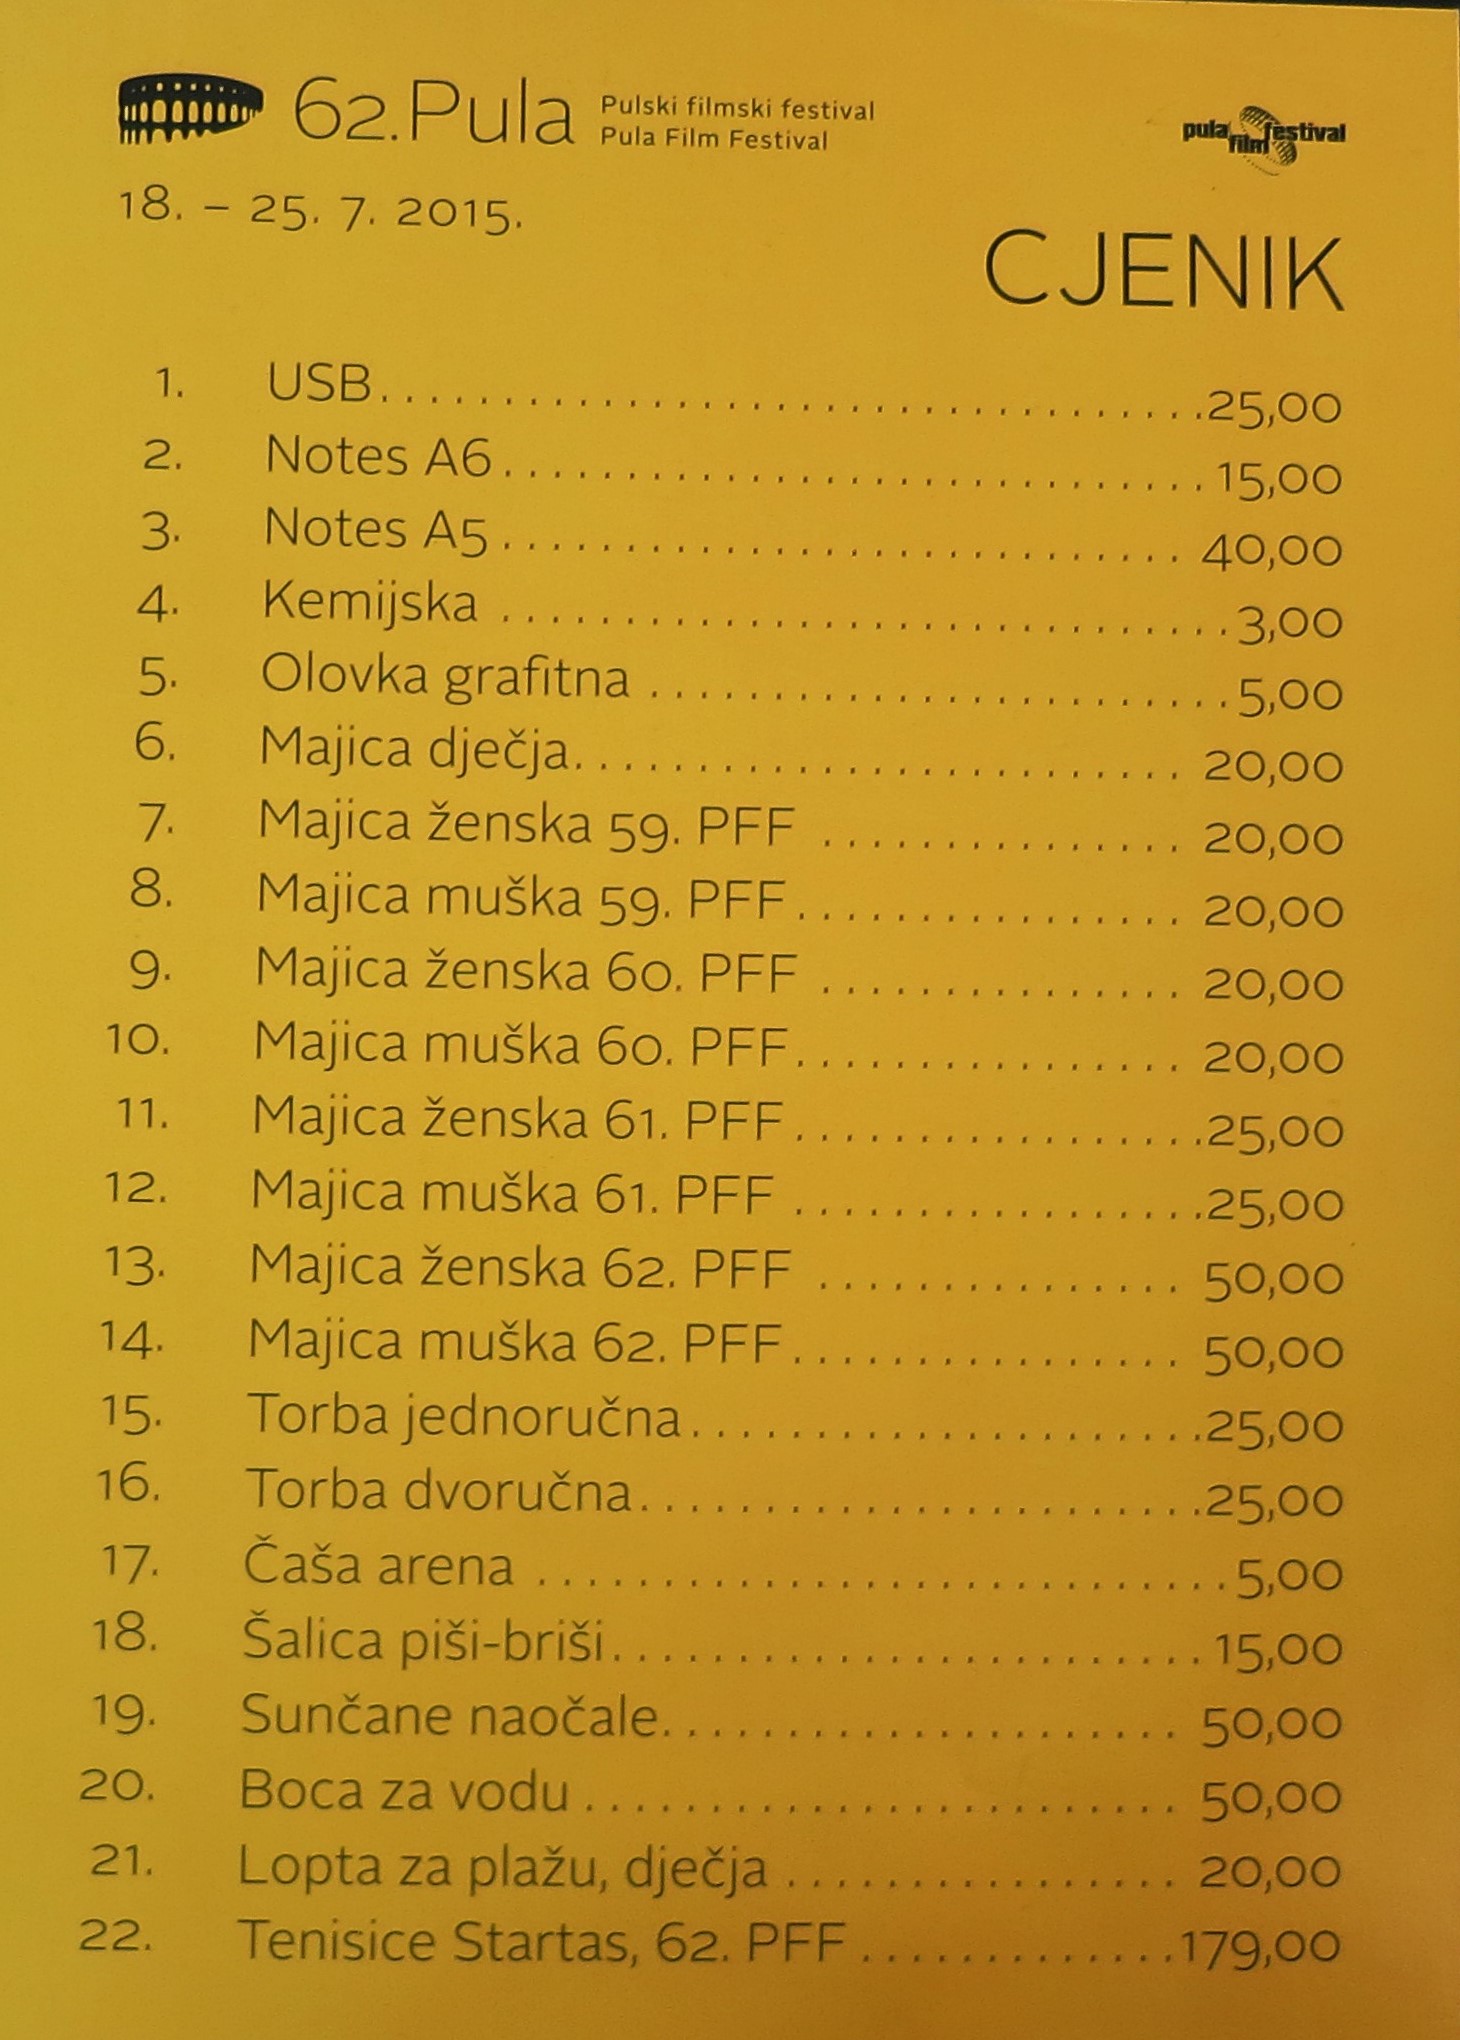 62. Pula Pulski filmski festival
Pula Film Festival
pula film festival
18. – 25. 7. 2015.
CJENIK
1. USB 25,00
2. Notes A6 15,00
3. Notes A5 40,00
4. Kemijska 3,00
5. Olovka grafitna 5,00
6. Majica dječja 20,00
7. Majica ženska 59. PFF 20,00
8. Majica muška 59. PFF 20,00
9. Majica ženska 60. PFF 20,00
10. Majica muška 60. PFF 20,00
11. Majica ženska 61. PFF 25,00
12. Majica muška 61. PFF 25,00
13. Majica ženska 62. PFF 50,00
14. Majica muška 62. PFF 50,00
15. Torba jednoručna 25,00
16. Torba dvoručna 25,00
17. Čaša arena 5,00
18. Šalica piši-briši 15,00
19. Sunčane naočale 50,00
20. Boca za vodu 50,00
21. Lopta za plažu, dječja 20,00
22. Tenisice Startas, 62. PFF 179,00